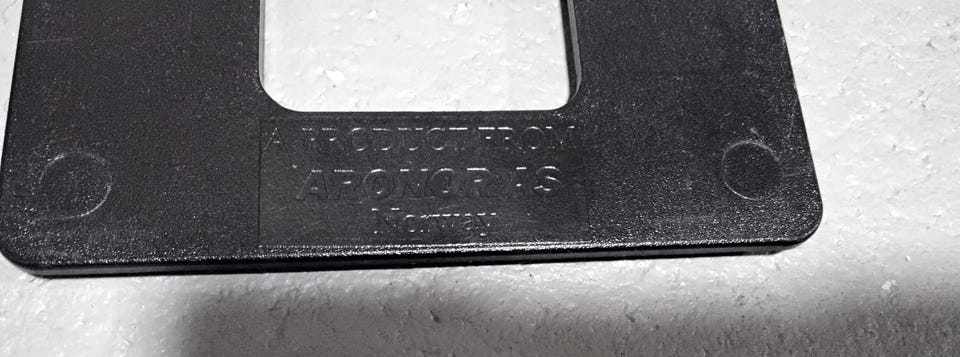 A PRODUCT FROM
ARONOR AS
Norway